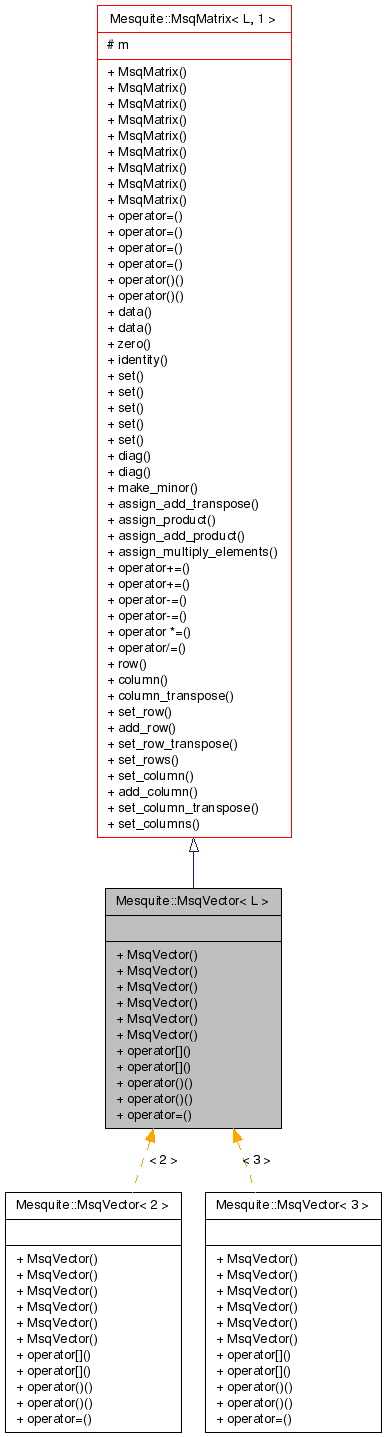 Mesquite::MsqMatrix< L, 1 >
# m
+ MsqMatrix()
+ MsqMatrix()
+ MsqMatrix()
+ MsqMatrix()
+ MsqMatrix()
+ MsqMatrix()
+ MsqMatrix()
+ MsqMatrix()
+ MsqMatrix()
+ operator=()
+ operator=()
+ operator=()
+ operator=()
+ operator()()
+ operator()()
+ data()
+ data()
+ zero()
+ identity()
+ set()
+ set()
+ set()
+ set()
+ set()
+ diag()
+ diag()
+ make_minor()
+ assign_add_transpose()
+ assign_product()
+ assign_add_product()
+ assign_multiply_elements()
+ operator+=()
+ operator+=()
+ operator-=()
+ operator-=()
+ operator *=()
+ operator/=()
+ row()
+ column()
+ column_transpose()
+ set_row()
+ add_row()
+ set_row_transpose()
+ set_rows()
+ set_column()
+ add_column()
+ set_column_transpose()
+ set_columns()
Mesquite::MsqVector< L >
+ MsqVector()
+ MsqVector()
+ MsqVector()
+ MsqVector()
+ MsqVector()
+ MsqVector()
+ operator[]()
+ operator[]()
+ operator()()
+ operator()()
+ operator=()
< 2 >
< 3 >
Mesquite::MsqVector< 2 >
+ MsqVector()
+ MsqVector()
+ MsqVector()
+ MsqVector()
+ MsqVector()
+ MsqVector()
+ operator[]()
+ operator[]()
+ operator()()
+ operator()()
+ operator=()
Mesquite::MsqVector< 3 >
+ MsqVector()
+ MsqVector()
+ MsqVector()
+ MsqVector()
+ MsqVector()
+ MsqVector()
+ operator[]()
+ operator[]()
+ operator()()
+ operator()()
+ operator=()